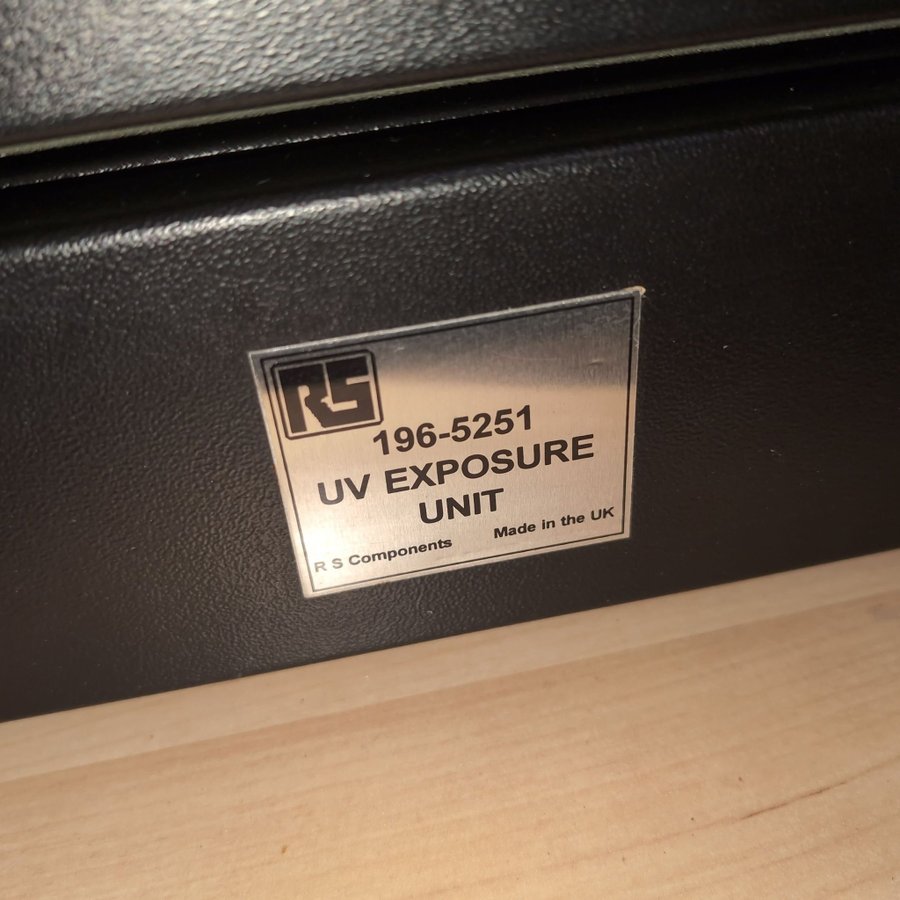 RS
196-5251
UV EXPOSURE
UNIT
R S Components Made in the UK